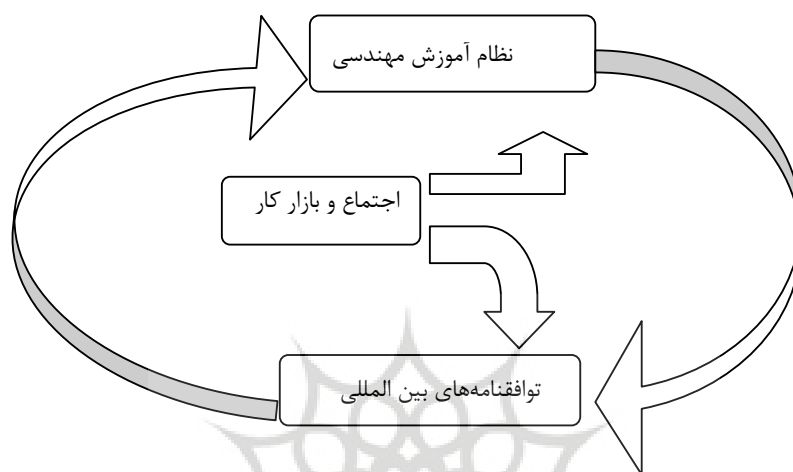 نظام آموزش مهندسی
اجتماع و بازار کار
توافقنامه‌های بین المللی